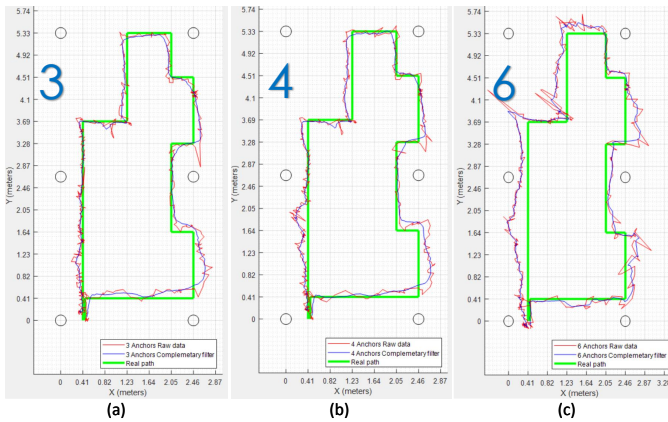 3
5.74
5.33
4.92
4.51
4.1
3.69
3.28
2.87
2.46
2.05
1.64
1.23
0.82
0.41
0
Y (meters)
0 0.41 0.82 1.23 1.64 2.05 2.46 2.87
X (meters)
3 Anchors Raw data
3 Anchors Complemetary filter
Real path
(a)
4
5.74
5.33
4.92
4.51
4.1
3.69
3.28
2.87
2.46
2.05
1.64
1.23
0.82
0.41
0
Y (meters)
0 0.41 0.82 1.23 1.64 2.05 2.46 2.87
X (meters)
4 Anchors Raw data
4 Anchors Complemetary filter
Real path
(b)
6
5.74
5.33
4.92
4.51
4.1
3.69
3.28
2.87
2.46
2.05
1.64
1.23
0.82
0.41
0
Y (meters)
0 0.41 0.82 1.23 1.64 2.05 2.46 2.87 3.28
X (meters)
6 Anchors Raw data
6 Anchors Complemetary filter
Real path
(c)